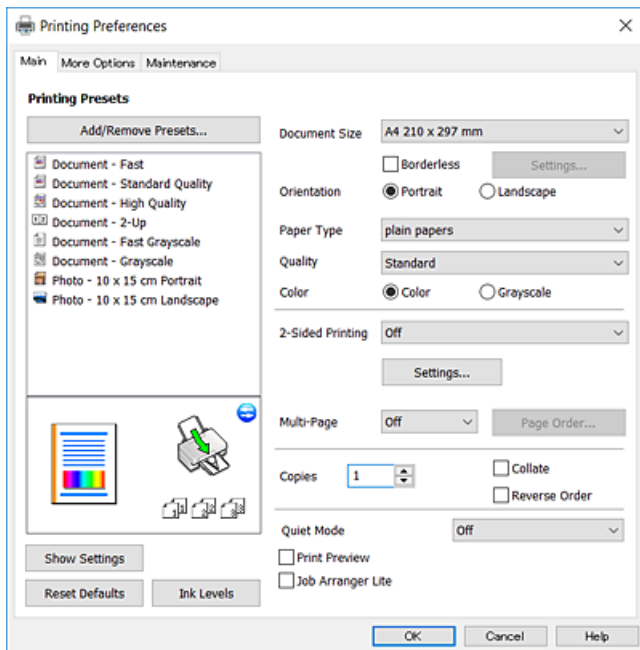 Printing Preferences
Main More Options Maintenance
Printing Presets
Add/Remove Presets...
Document - Fast
Document - Standard Quality
Document - High Quality
Document - 2-Up
Document - Fast Grayscale
Document - Grayscale
Photo - 10 x 15 cm Portrait
Photo - 10 x 15 cm Landscape
Show Settings
Reset Defaults Ink Levels
Document Size A4 210 x 297 mm
Borderless Settings...
Orientation Portrait Landscape
Paper Type plain papers
Quality Standard
Color Color Grayscale
2-Sided Printing Off
Settings...
Multi-Page Off Page Order...
Copies 1 Collate
Reverse Order
Quiet Mode Off
Print Preview
Job Arranger Lite
OK Cancel Help